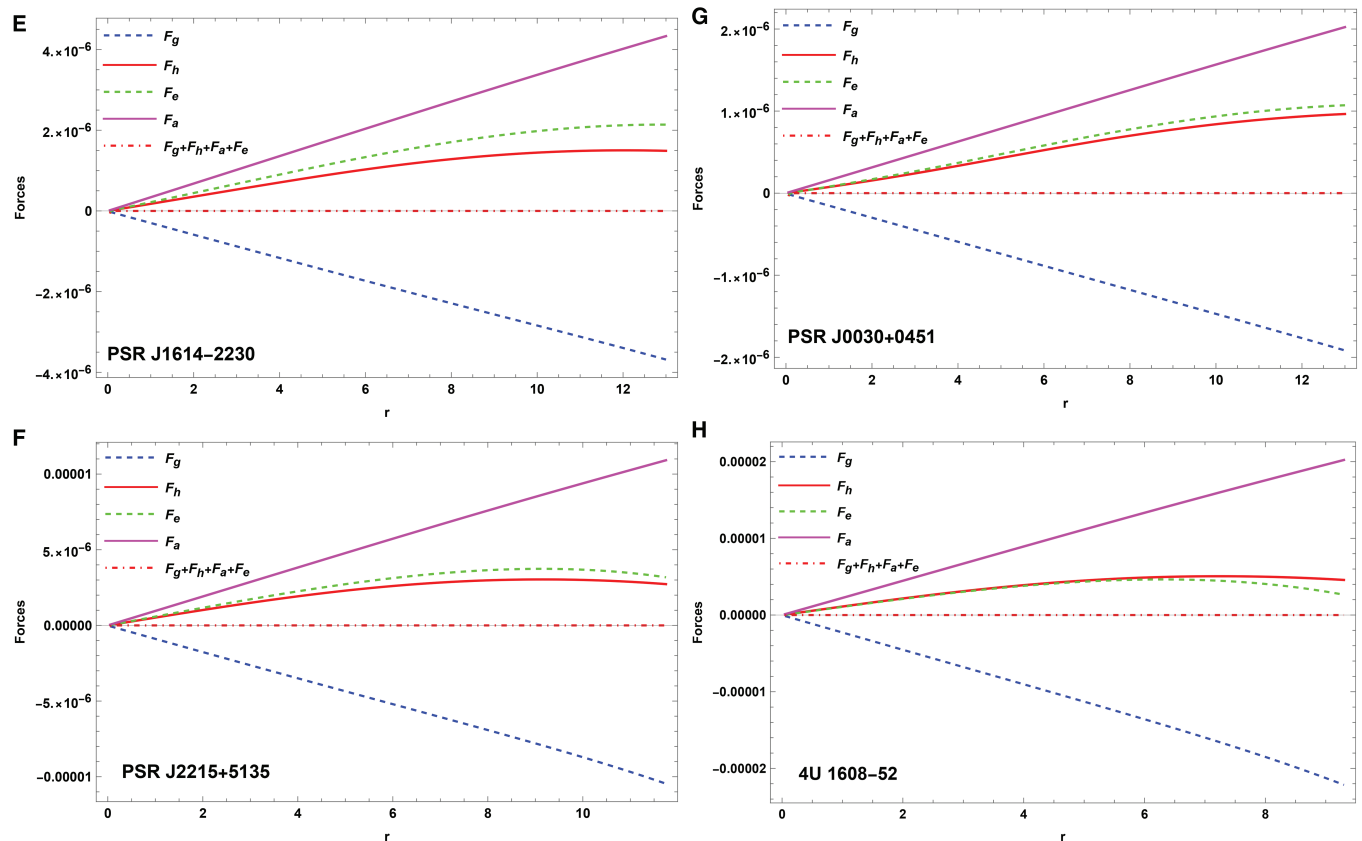 E
F_g
F_h
F_e
F_a
F_g+F_h+F_a+F_e
4.×10⁻⁶
2.×10⁻⁶
0
−2.×10⁻⁶
−4.×10⁻⁶
Forces
PSR J1614−2230
0 2 4 6 8 10 12
r
G
F_g
F_h
F_e
F_a
F_g+F_h+F_a+F_e
2.×10⁻⁶
1.×10⁻⁶
0
−1.×10⁻⁶
−2.×10⁻⁶
Forces
PSR J0030+0451
0 2 4 6 8 10 12
r
F
F_g
F_h
F_e
F_a
F_g+F_h+F_a+F_e
0.00001
5.×10⁻⁶
0.00000
−5.×10⁻⁶
−0.00001
Forces
PSR J2215+5135
0 2 4 6 8 10
r
H
F_g
F_h
F_e
F_a
F_g+F_h+F_a+F_e
0.00002
0.00001
0.00000
−0.00001
−0.00002
Forces
4U 1608−52
0 2 4 6 8
r